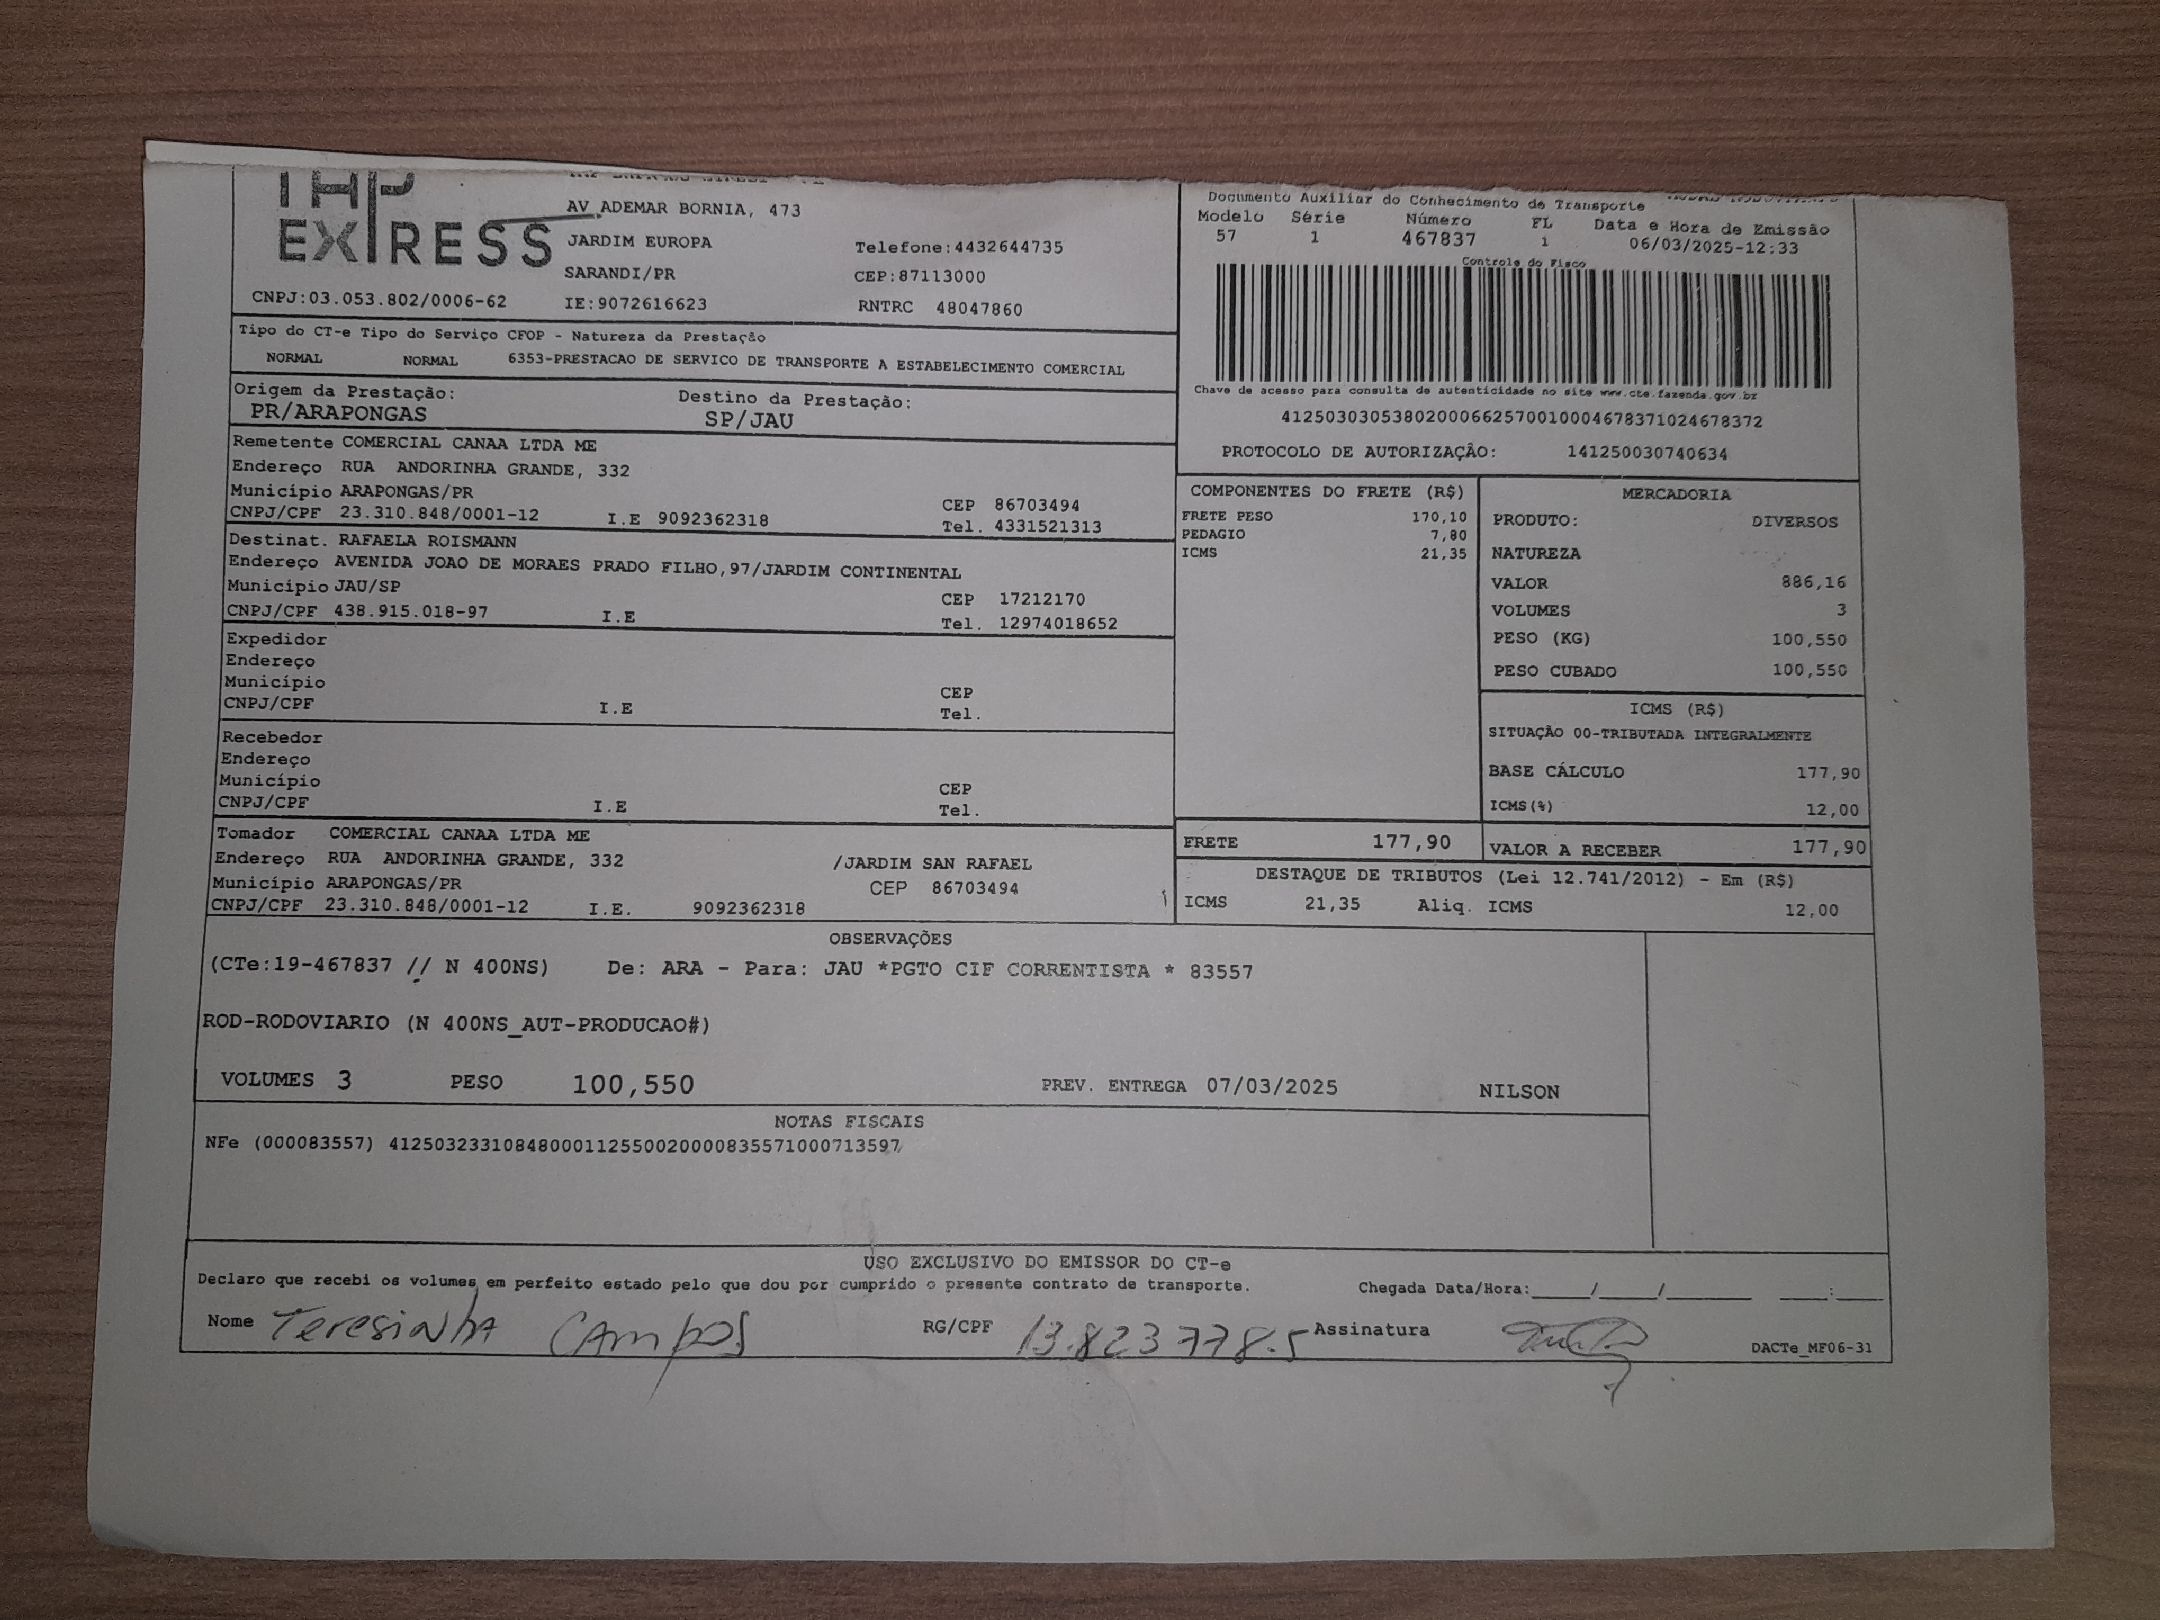 EXPRESS
AV ADEMAR BORNIA, 473
JARDIM EUROPA
Telefone:4432644735
SARANDI/PR
CEP:87113000
CNPJ:03.053.802/0006-62
IE:9072616623
RNTRC 48047860
Documento Auxiliar do Conhecimento de Transporte
Modelo Série Número FL Data e Hora de Emissão
57 1 467837 1 06/03/2025-12:33
Controle do Fisco
Chave de acesso para consulta de autenticidade no site www.cte.fazenda.gov.br
41250303053802000662570010004678371024678372
PROTOCOLO DE AUTORIZAÇÃO: 141250030740634
Tipo do CT-e Tipo do Serviço CFOP - Natureza da Prestação
NORMAL NORMAL 6353-PRESTACAO DE SERVICO DE TRANSPORTE A ESTABELECIMENTO COMERCIAL
Origem da Prestação: Destino da Prestação:
PR/ARAPONGAS SP/JAU
Remetente COMERCIAL CANAA LTDA ME
Endereço RUA ANDORINHA GRANDE, 332
Município ARAPONGAS/PR CEP 86703494
CNPJ/CPF 23.310.848/0001-12 I.E 9092362318 Tel. 4331521313
Destinat. RAFAELA ROISMANN
Endereço AVENIDA JOAO DE MORAES PRADO FILHO,97/JARDIM CONTINENTAL
Município JAU/SP CEP 17212170
CNPJ/CPF 438.915.018-97 I.E Tel. 12974018652
Expedidor
Endereço
Município CEP
CNPJ/CPF I.E Tel.
Recebedor
Endereço
Município CEP
CNPJ/CPF I.E Tel.
Tomador COMERCIAL CANAA LTDA ME
Endereço RUA ANDORINHA GRANDE, 332 /JARDIM SAN RAFAEL
Município ARAPONGAS/PR CEP 86703494
CNPJ/CPF 23.310.848/0001-12 I.E. 9092362318
COMPONENTES DO FRETE (R$)
FRETE PESO 170,10
PEDAGIO 7,80
ICMS 21,35
FRETE 177,90
MERCADORIA
PRODUTO: DIVERSOS
NATUREZA
VALOR 886,16
VOLUMES 3
PESO (KG) 100,550
PESO CUBADO 100,550
ICMS (R$)
SITUAÇÃO 00-TRIBUTADA INTEGRALMENTE
BASE CÁLCULO 177,90
ICMS(%) 12,00
VALOR A RECEBER 177,90
DESTAQUE DE TRIBUTOS (Lei 12.741/2012) - Em (R$)
ICMS 21,35 Aliq. ICMS 12,00
OBSERVAÇÕES
(CTe:19-467837 // N 400NS) De: ARA - Para: JAU *PGTO CIF CORRENTISTA * 83557
ROD-RODOVIARIO (N 400NS_AUT-PRODUCAO#)
VOLUMES 3 PESO 100,550 PREV. ENTREGA 07/03/2025 NILSON
NOTAS FISCAIS
NFe (000083557) 41250323310848000112550020000835571000713597
USO EXCLUSIVO DO EMISSOR DO CT-e
Declaro que recebi os volumes em perfeito estado pelo que dou por cumprido o presente contrato de transporte. Chegada Data/Hora:_____/_____/_______ ____:____
Nome Teresinha Campos RG/CPF 13.823778.5 Assinatura
DACTe_MF06-31